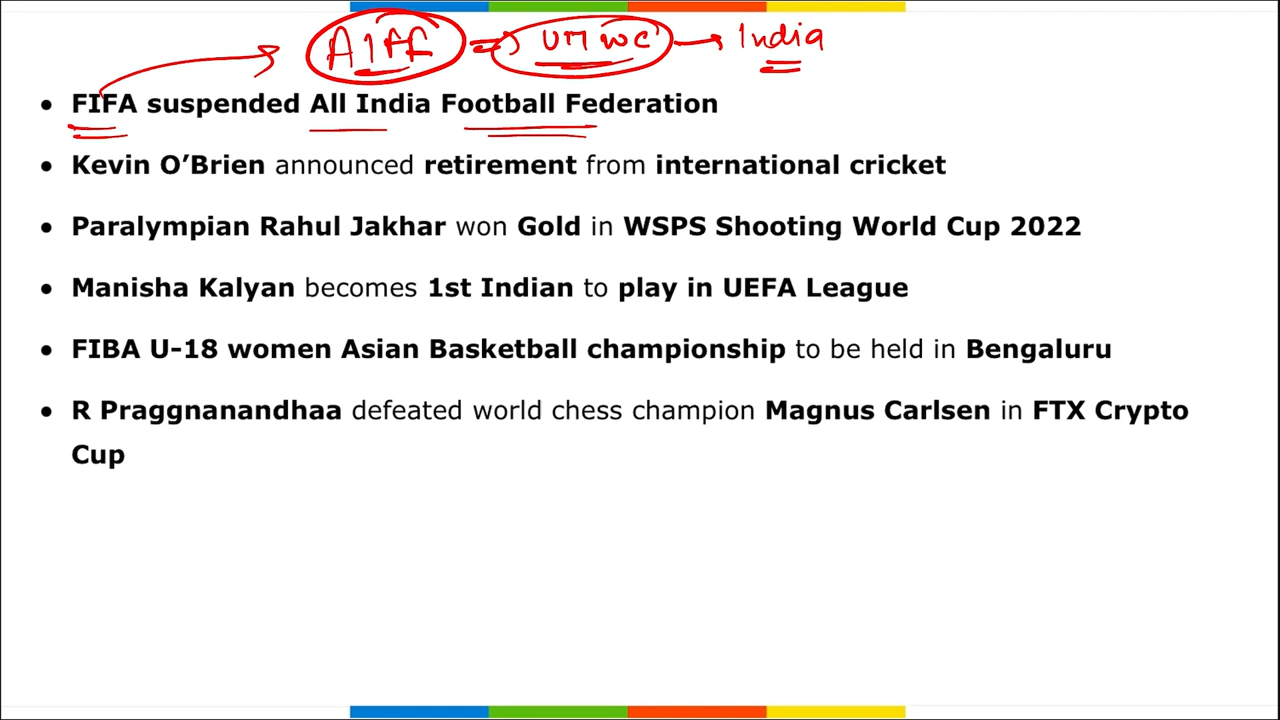 AIFF → U17 WC → India
• FIFA suspended All India Football Federation
• Kevin O’Brien announced retirement from international cricket
• Paralympian Rahul Jakhar won Gold in WSPS Shooting World Cup 2022
• Manisha Kalyan becomes 1st Indian to play in UEFA League
• FIBA U-18 women Asian Basketball championship to be held in Bengaluru
• R Praggnanandhaa defeated world chess champion Magnus Carlsen in FTX Crypto
Cup